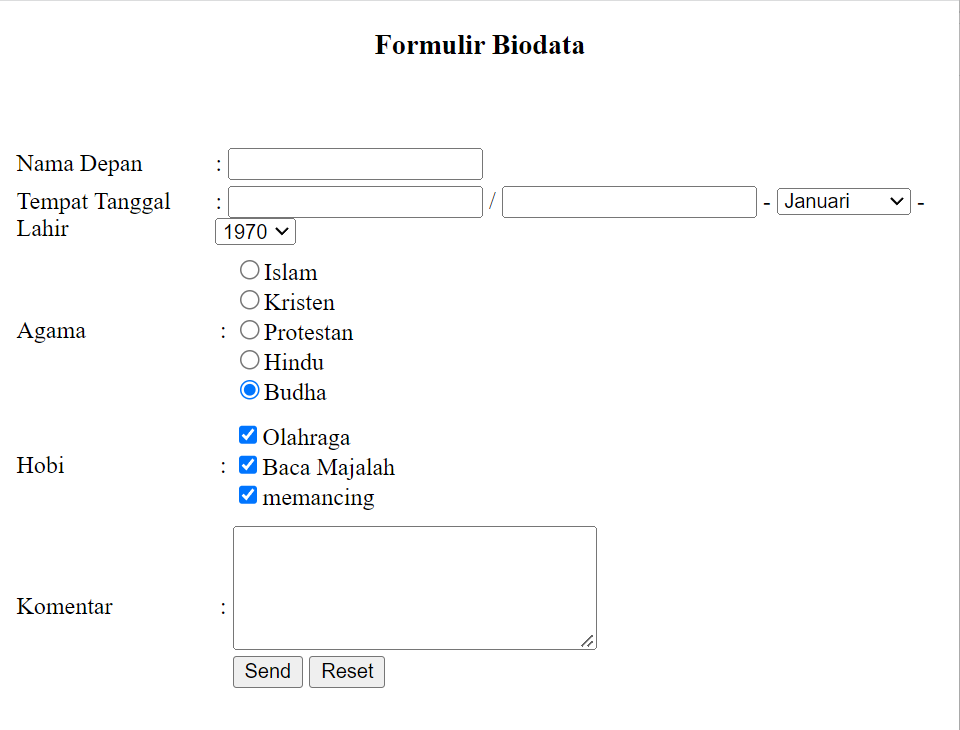 Formulir Biodata
Nama Depan :
Tempat Tanggal Lahir : / - Januari -
1970
Islam
Kristen
Agama : Protestan
Hindu
Budha
Olahraga
Hobi : Baca Majalah
memancing
Komentar :
Send Reset